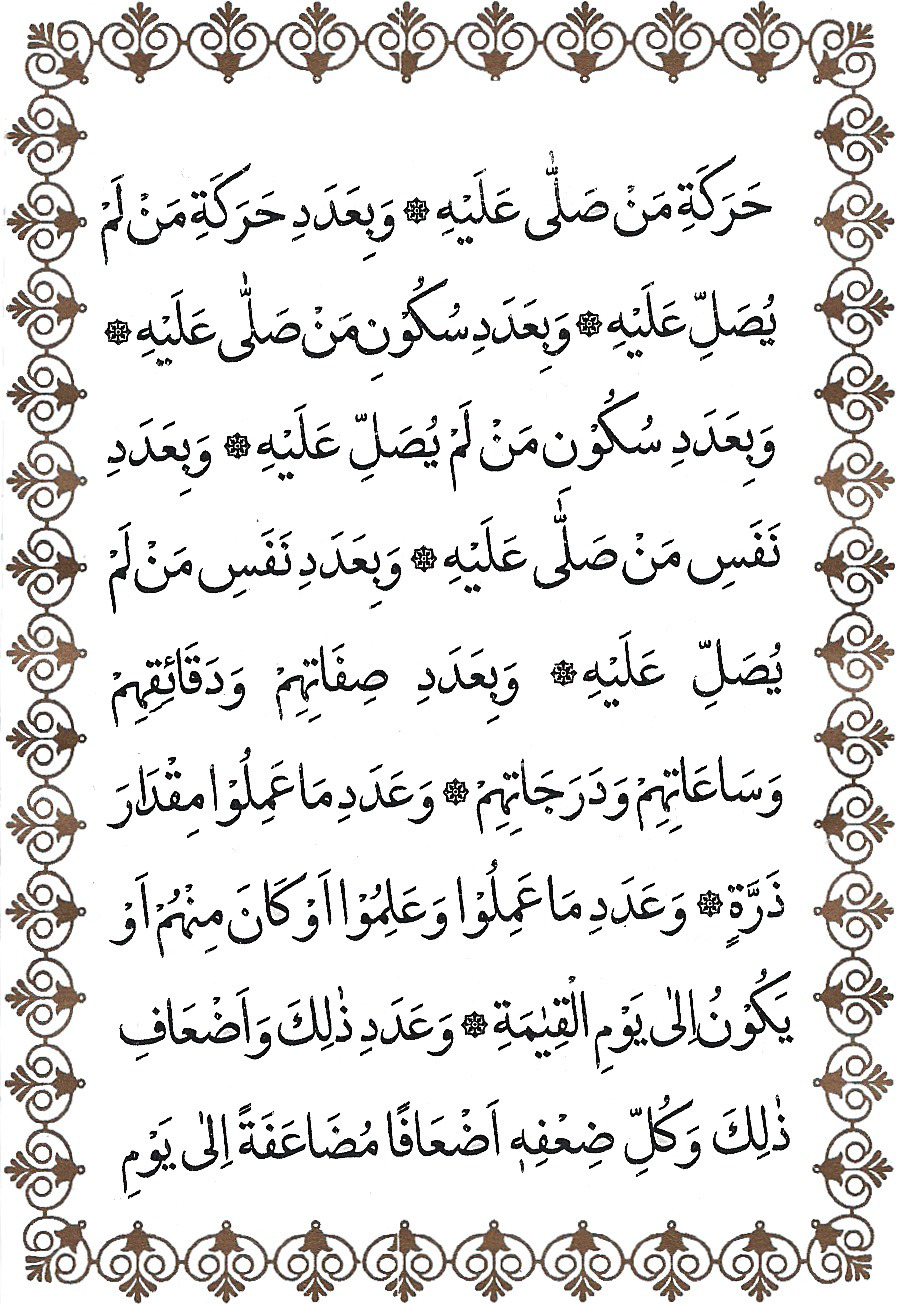 حَرَكَةِ مَنْ صَلّٰى عَلَيْهِ ۞ وَبِعَدَدِ حَرَكَةِ مَنْ لَمْ
يُصَلِّ عَلَيْهِ ۞ وَبِعَدَدِ سُكُوْنِ مَنْ صَلّٰى عَلَيْهِ ۞
وَبِعَدَدِ سُكُوْنِ مَنْ لَمْ يُصَلِّ عَلَيْهِ ۞ وَبِعَدَدِ
نَفَسِ مَنْ صَلّٰى عَلَيْهِ ۞ وَبِعَدَدِ نَفَسِ مَنْ لَمْ
يُصَلِّ عَلَيْهِ ۞ وَبِعَدَدِ صِفَاتِهِمْ وَدَقَائِقِهِمْ
وَسَاعَاتِهِمْ وَدَرَجَاتِهِمْ ۞ وَعَدَدِ مَا عَمِلُوْا مِقْدَارَ
ذَرَّةٍ ۞ وَعَدَدِ مَا عَمِلُوْا وَعَلِمُوْا اَوْ كَانَ مِنْهُمْ اَوْ
يَكُوْنُ اِلٰى يَوْمِ الْقِيٰمَةِ ۞ وَعَدَدِ ذٰلِكَ وَاَضْعَافِ
ذٰلِكَ وَكُلِّ ضِعْفِهٖ اَضْعَافًا مُضَاعَفَةً اِلٰى يَوْمِ